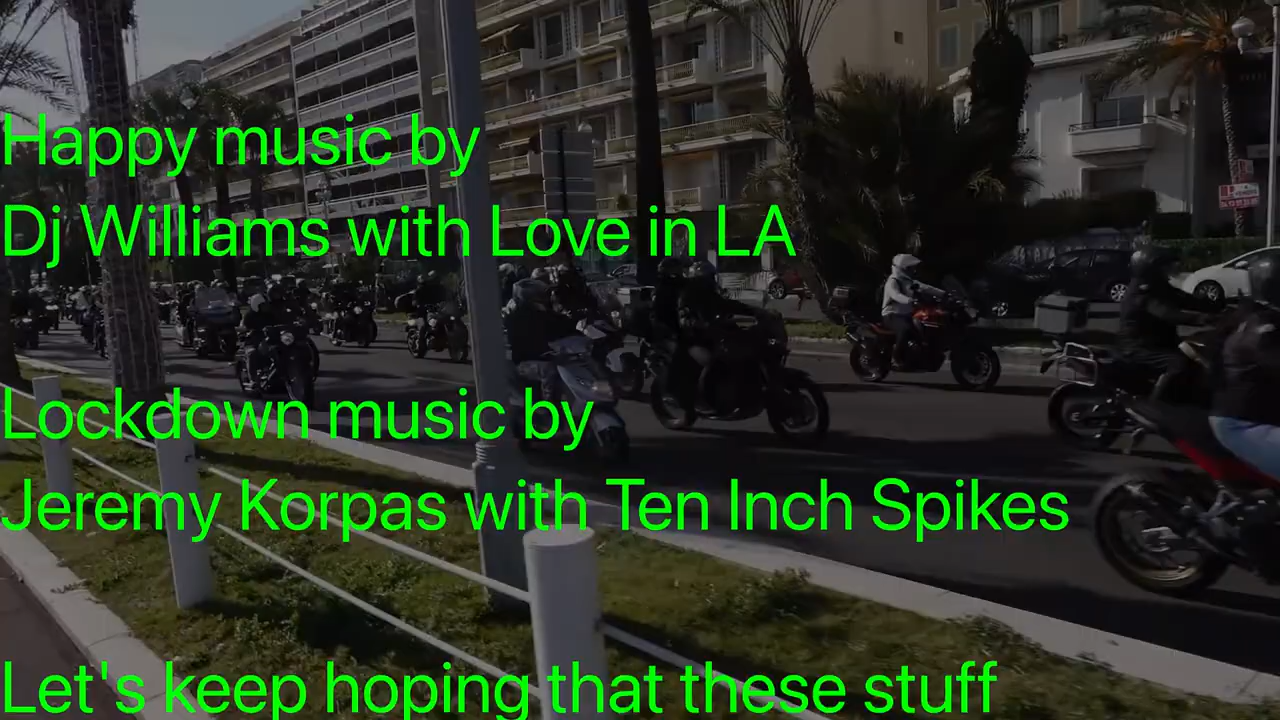 Happy music by
Dj Williams with Love in LA
Lockdown music by
Jeremy Korpas with Ten Inch Spikes
Let's keep hoping that these stuff